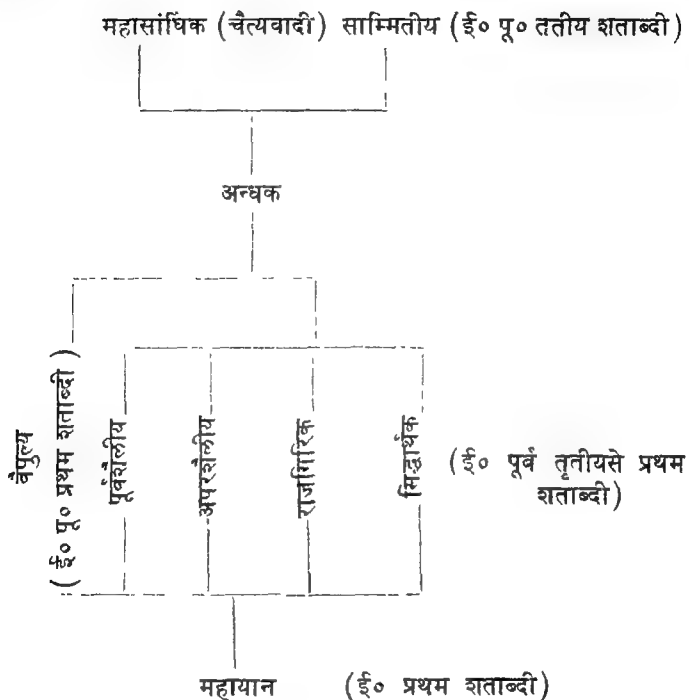 महासांघिक (चैत्यवादी) साम्मितीय (ई० पू० ततीय शताब्दी)
अन्धक
वैपुल्य
(ई० पू० प्रथम शताब्दी)
पूर्वशैलीय
अपरशैलीय
राजगिरिक
सिद्धार्थक
(ई० पूर्व तृतीयसे प्रथम
शताब्दी)
महायान (ई० प्रथम शताब्दी)